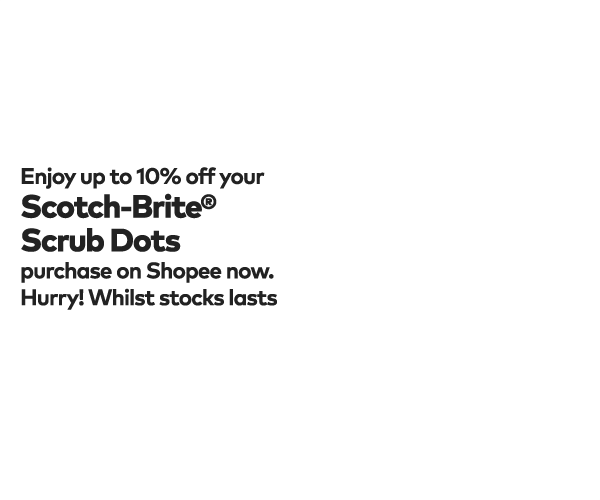 Enjoy up to 10% off your
Scotch-Brite®
Scrub Dots
purchase on Shopee now.
Hurry! Whilst stocks lasts